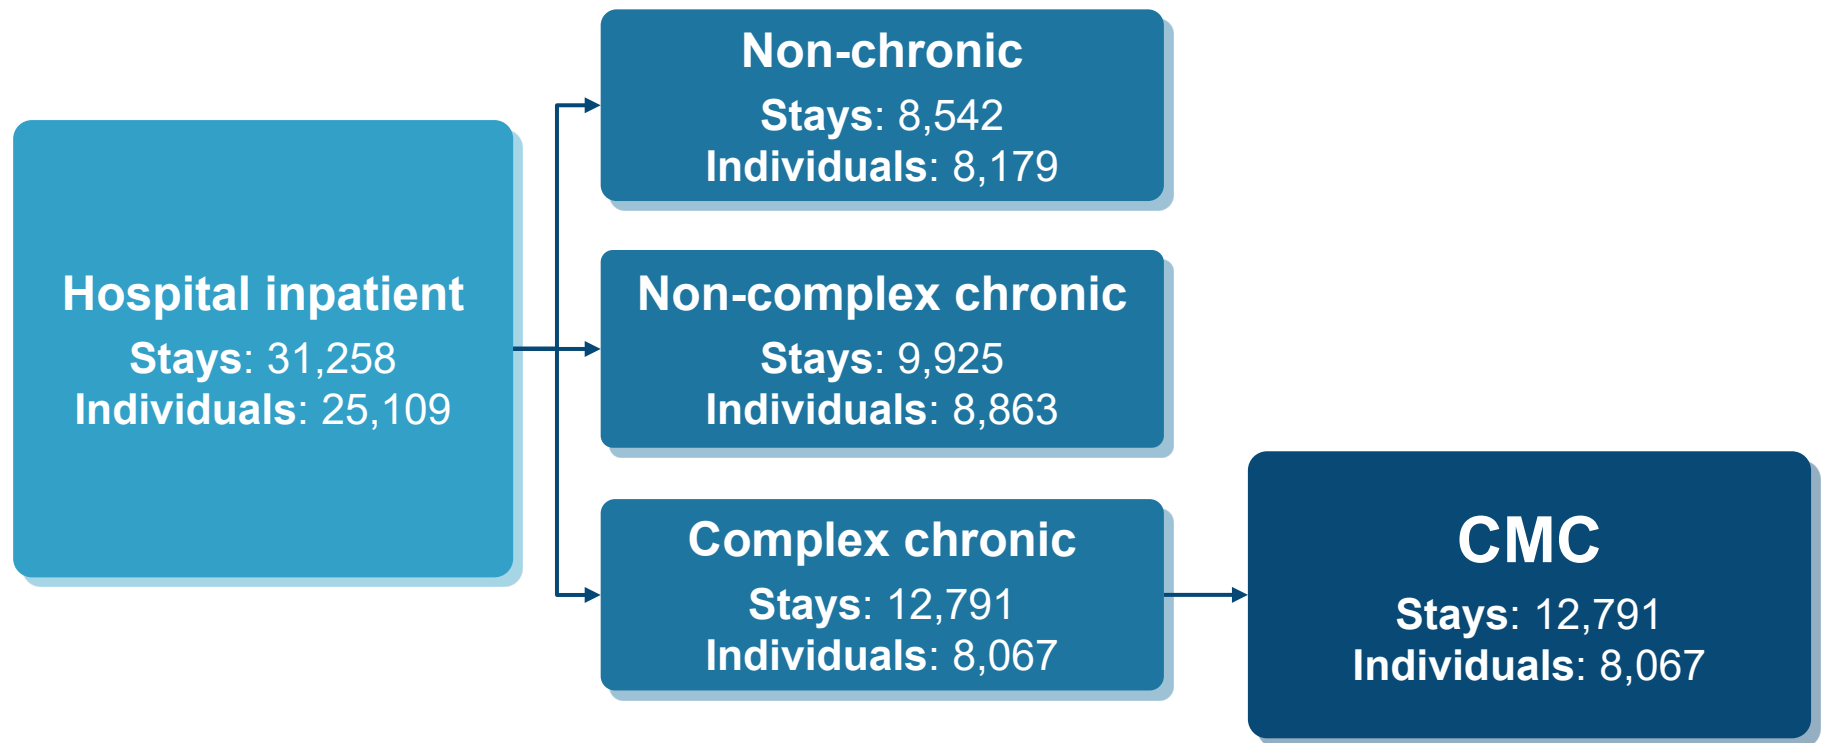 Hospital inpatient
Stays: 31,258
Individuals: 25,109
Non-chronic
Stays: 8,542
Individuals: 8,179
Non-complex chronic
Stays: 9,925
Individuals: 8,863
Complex chronic
Stays: 12,791
Individuals: 8,067
CMC
Stays: 12,791
Individuals: 8,067